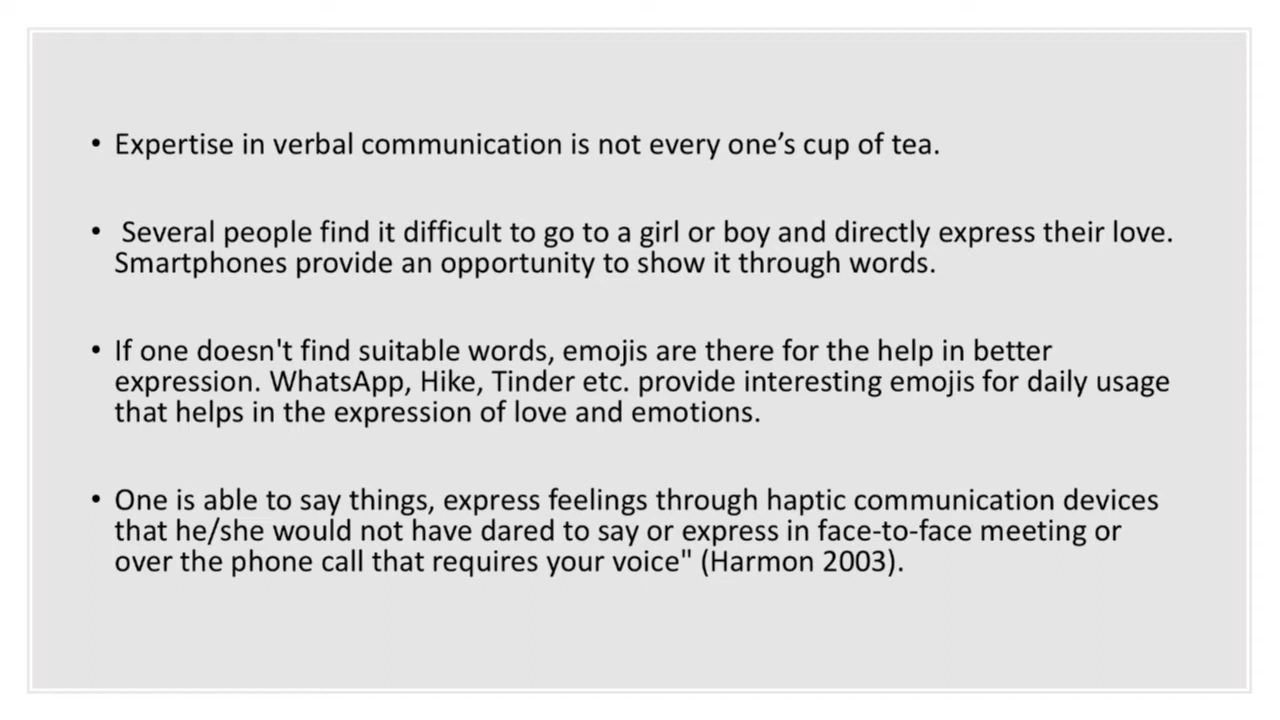 • Expertise in verbal communication is not every one’s cup of tea.
• Several people find it difficult to go to a girl or boy and directly express their love.
Smartphones provide an opportunity to show it through words.
• If one doesn't find suitable words, emojis are there for the help in better
expression. WhatsApp, Hike, Tinder etc. provide interesting emojis for daily usage
that helps in the expression of love and emotions.
• One is able to say things, express feelings through haptic communication devices
that he/she would not have dared to say or express in face-to-face meeting or
over the phone call that requires your voice" (Harmon 2003).